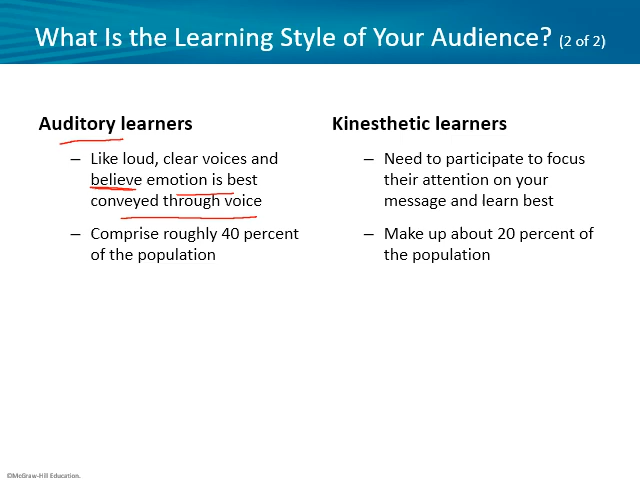 What Is the Learning Style of Your Audience? (2 of 2)
Auditory learners
– Like loud, clear voices and
believe emotion is best
conveyed through voice
– Comprise roughly 40 percent
of the population
Kinesthetic learners
– Need to participate to focus
their attention on your
message and learn best
– Make up about 20 percent of
the population
©McGraw-Hill Education.